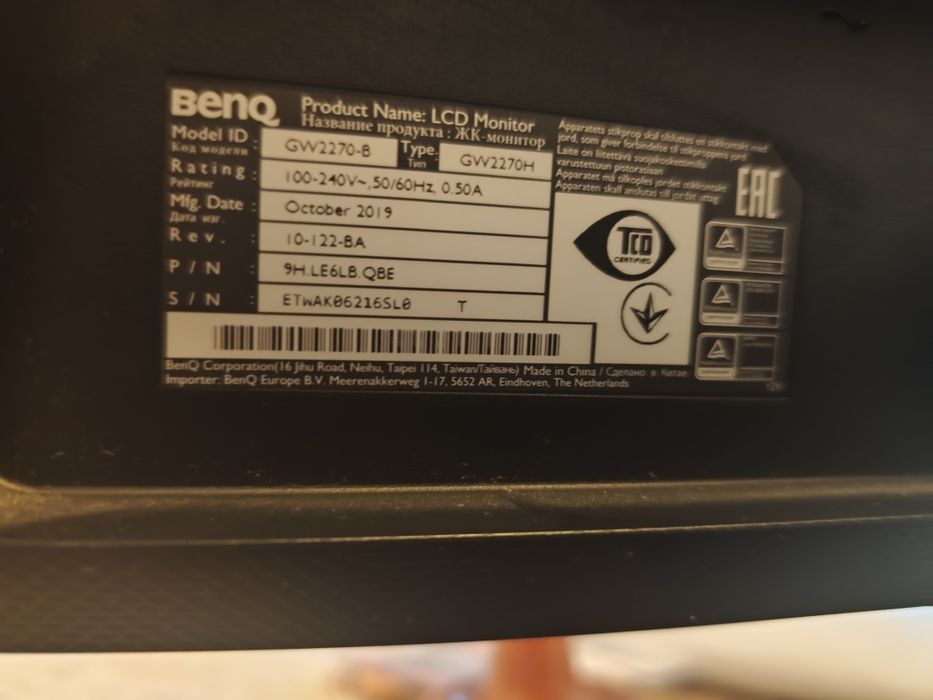 BenQ
Product Name: LCD Monitor
Название продукта : ЖК-монитор
Model ID : GW2270-B Type: GW2270H
Код модели Тип
Rating : 100-240V~, 50/60Hz, 0.50A
Рейтинг
Mfg. Date : October 2019
Дата изг.
Rev. : 10-122-BA
P/N : 9H.LE6LB.QBE
S/N : ETWAK06216SL0 T
BenQ Corporation(16 Jihu Road, Neihu, Taipei 114, Taiwan/Тайвань) Made in China / Сделано в Китае
Importer: BenQ Europe B.V. Meerenakkerweg 1-17, 5652 AR, Eindhoven, The Netherlands
Apparatets stikprop skal tilsluttes en stikkontakt med
jord, som giver forbindelse til stikproppens jord
Laite on liitettävä suojakoskettimilla
varustettuun pistorasiaan
Apparatet må tilkoples jordet stikkontakt
Apparaten skall anslutas till jordat uttag
EAC
TCO
CERTIFIED